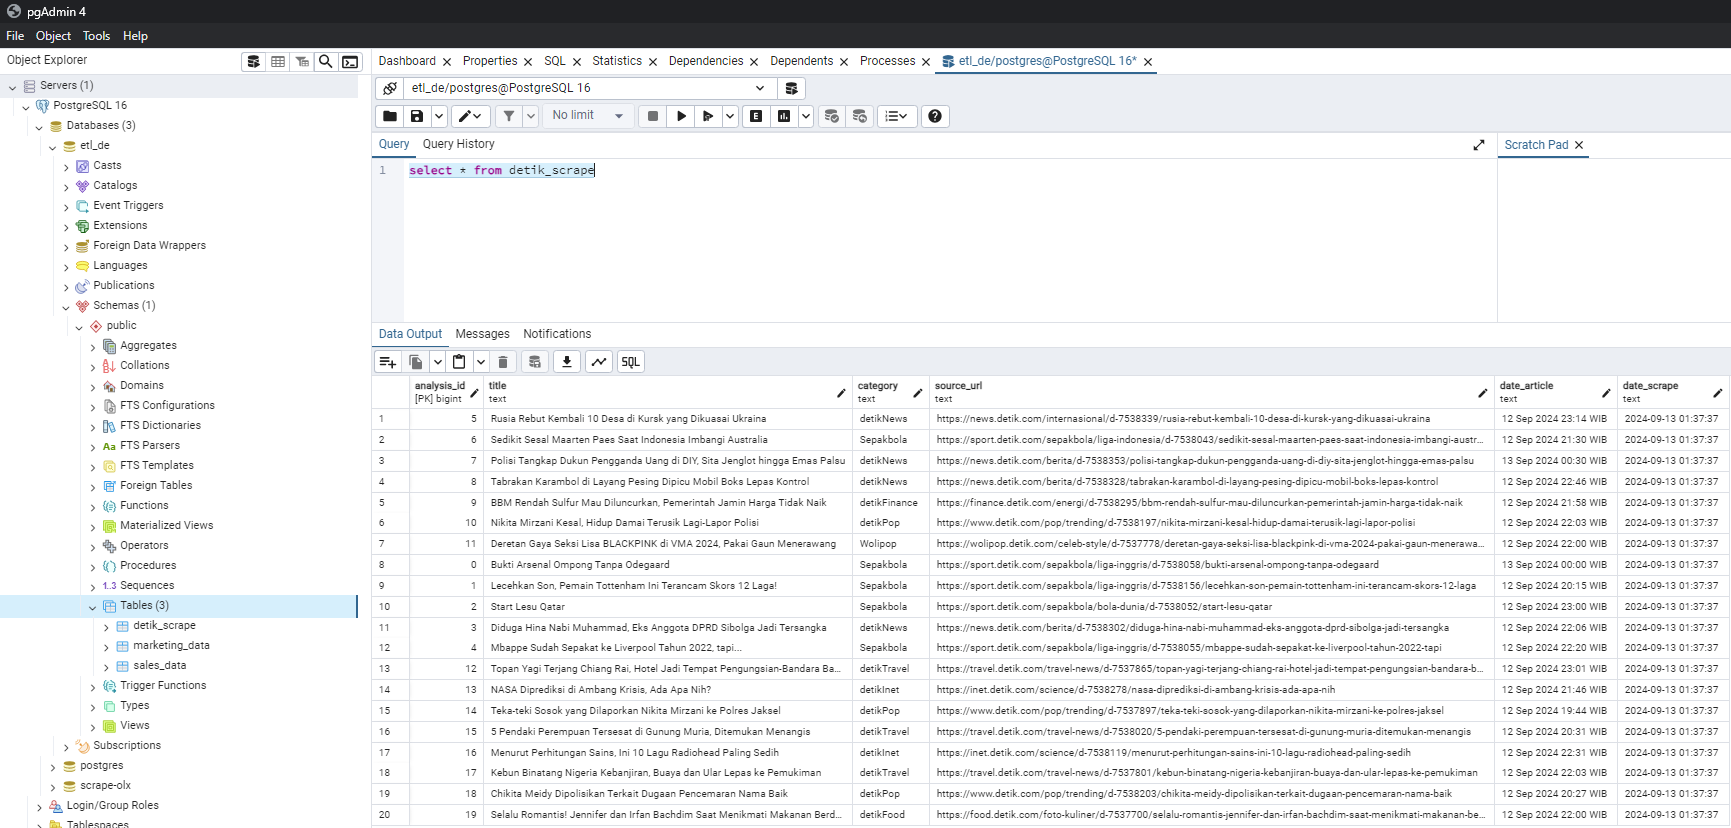 pgAdmin 4
File Object Tools Help
Object Explorer
Dashboard Properties SQL Statistics Dependencies Dependents Processes etl_de/postgres@PostgreSQL 16*
Servers (1)
PostgreSQL 16
Databases (3)
etl_de
Casts
Catalogs
Event Triggers
Extensions
Foreign Data Wrappers
Languages
Publications
Schemas (1)
public
Aggregates
Collations
Domains
FTS Configurations
FTS Dictionaries
FTS Parsers
FTS Templates
Foreign Tables
Functions
Materialized Views
Operators
Procedures
1..3 Sequences
Tables (3)
detik_scrape
marketing_data
sales_data
Trigger Functions
Types
Views
Subscriptions
postgres
scrape-olx
Login/Group Roles
Tablespaces
etl_de/postgres@PostgreSQL 16
No limit
Query Query History
Scratch Pad
1 select * from detik_scrape
Data Output Messages Notifications
SQL
analysis_id title category source_url date_article date_scrape
[PK] bigint text text text text text
1 5 Rusia Rebut Kembali 10 Desa di Kursk yang Dikuasai Ukraina detikNews https://news.detik.com/internasional/d-7538339/rusia-rebut-kembali-10-desa-di-kursk-yang-dikuasai-ukraina 12 Sep 2024 23:14 WIB 2024-09-13 01:37:37
2 6 Sedikit Sesal Maarten Paes Saat Indonesia Imbangi Australia Sepakbola https://sport.detik.com/sepakbola/liga-indonesia/d-7538043/sedikit-sesal-maarten-paes-saat-indonesia-imbangi-austr... 12 Sep 2024 21:30 WIB 2024-09-13 01:37:37
3 7 Polisi Tangkap Dukun Pengganda Uang di DIY, Sita Jenglot hingga Emas Palsu detikNews https://news.detik.com/berita/d-7538353/polisi-tangkap-dukun-pengganda-uang-di-diy-sita-jenglot-hingga-emas-palsu 13 Sep 2024 00:30 WIB 2024-09-13 01:37:37
4 8 Tabrakan Karambol di Layang Pesing Dipicu Mobil Boks Lepas Kontrol detikNews https://news.detik.com/berita/d-7538328/tabrakan-karambol-di-layang-pesing-dipicu-mobil-boks-lepas-kontrol 12 Sep 2024 22:46 WIB 2024-09-13 01:37:37
5 9 BBM Rendah Sulfur Mau Diluncurkan, Pemerintah Jamin Harga Tidak Naik detikFinance https://finance.detik.com/energi/d-7538295/bbm-rendah-sulfur-mau-diluncurkan-pemerintah-jamin-harga-tidak-naik 12 Sep 2024 21:58 WIB 2024-09-13 01:37:37
6 10 Nikita Mirzani Kesal, Hidup Damai Terusik Lagi-Lapor Polisi detikPop https://www.detik.com/pop/trending/d-7538197/nikita-mirzani-kesal-hidup-damai-terusik-lagi-lapor-polisi 12 Sep 2024 22:03 WIB 2024-09-13 01:37:37
7 11 Deretan Gaya Seksi Lisa BLACKPINK di VMA 2024, Pakai Gaun Menerawang Wolipop https://wolipop.detik.com/celeb-style/d-7537778/deretan-gaya-seksi-lisa-blackpink-di-vma-2024-pakai-gaun-menerawa... 12 Sep 2024 22:00 WIB 2024-09-13 01:37:37
8 0 Bukti Arsenal Ompong Tanpa Odegaard Sepakbola https://sport.detik.com/sepakbola/liga-inggris/d-7538058/bukti-arsenal-ompong-tanpa-odegaard 13 Sep 2024 00:00 WIB 2024-09-13 01:37:37
9 1 Lecehkan Son, Pemain Tottenham Ini Terancam Skors 12 Laga! Sepakbola https://sport.detik.com/sepakbola/liga-inggris/d-7538156/lecehkan-son-pemain-tottenham-ini-terancam-skors-12-laga 12 Sep 2024 20:15 WIB 2024-09-13 01:37:37
10 2 Start Lesu Qatar Sepakbola https://sport.detik.com/sepakbola/bola-dunia/d-7538052/start-lesu-qatar 12 Sep 2024 23:00 WIB 2024-09-13 01:37:37
11 3 Diduga Hina Nabi Muhammad, Eks Anggota DPRD Sibolga Jadi Tersangka detikNews https://news.detik.com/berita/d-7538302/diduga-hina-nabi-muhammad-eks-anggota-dprd-sibolga-jadi-tersangka 12 Sep 2024 22:06 WIB 2024-09-13 01:37:37
12 4 Mbappe Sudah Sepakat ke Liverpool Tahun 2022, tapi... Sepakbola https://sport.detik.com/sepakbola/liga-inggris/d-7538055/mbappe-sudah-sepakat-ke-liverpool-tahun-2022-tapi 12 Sep 2024 22:20 WIB 2024-09-13 01:37:37
13 12 Topan Yagi Terjang Chiang Rai, Hotel Jadi Tempat Pengungsian-Bandara Ba... detikTravel https://travel.detik.com/travel-news/d-7537865/topan-yagi-terjang-chiang-rai-hotel-jadi-tempat-pengungsian-bandara-b... 12 Sep 2024 23:01 WIB 2024-09-13 01:37:37
14 13 NASA Diprediksi di Ambang Krisis, Ada Apa Nih? detikInet https://inet.detik.com/science/d-7538278/nasa-diprediksi-di-ambang-krisis-ada-apa-nih 12 Sep 2024 21:46 WIB 2024-09-13 01:37:37
15 14 Teka-teki Sosok yang Dilaporkan Nikita Mirzani ke Polres Jaksel detikPop https://www.detik.com/pop/trending/d-7537897/teka-teki-sosok-yang-dilaporkan-nikita-mirzani-ke-polres-jaksel 12 Sep 2024 19:44 WIB 2024-09-13 01:37:37
16 15 5 Pendaki Perempuan Tersesat di Gunung Muria, Ditemukan Menangis detikTravel https://travel.detik.com/travel-news/d-7538020/5-pendaki-perempuan-tersesat-di-gunung-muria-ditemukan-menangis 12 Sep 2024 20:31 WIB 2024-09-13 01:37:37
17 16 Menurut Perhitungan Sains, Ini 10 Lagu Radiohead Paling Sedih detikInet https://inet.detik.com/science/d-7538119/menurut-perhitungan-sains-ini-10-lagu-radiohead-paling-sedih 12 Sep 2024 22:31 WIB 2024-09-13 01:37:37
18 17 Kebun Binatang Nigeria Kebanjiran, Buaya dan Ular Lepas ke Pemukiman detikTravel https://travel.detik.com/travel-news/d-7537801/kebun-binatang-nigeria-kebanjiran-buaya-dan-ular-lepas-ke-pemukiman 12 Sep 2024 22:03 WIB 2024-09-13 01:37:37
19 18 Chikita Meidy Dipolisikan Terkait Dugaan Pencemaran Nama Baik detikPop https://www.detik.com/pop/trending/d-7538203/chikita-meidy-dipolisikan-terkait-dugaan-pencemaran-nama-baik 12 Sep 2024 20:27 WIB 2024-09-13 01:37:37
20 19 Selalu Romantis! Jennifer dan Irfan Bachdim Saat Menikmati Makanan Berd... detikFood https://food.detik.com/foto-kuliner/d-7537700/selalu-romantis-jennifer-dan-irfan-bachdim-saat-menikmati-makanan-be... 12 Sep 2024 22:00 WIB 2024-09-13 01:37:37